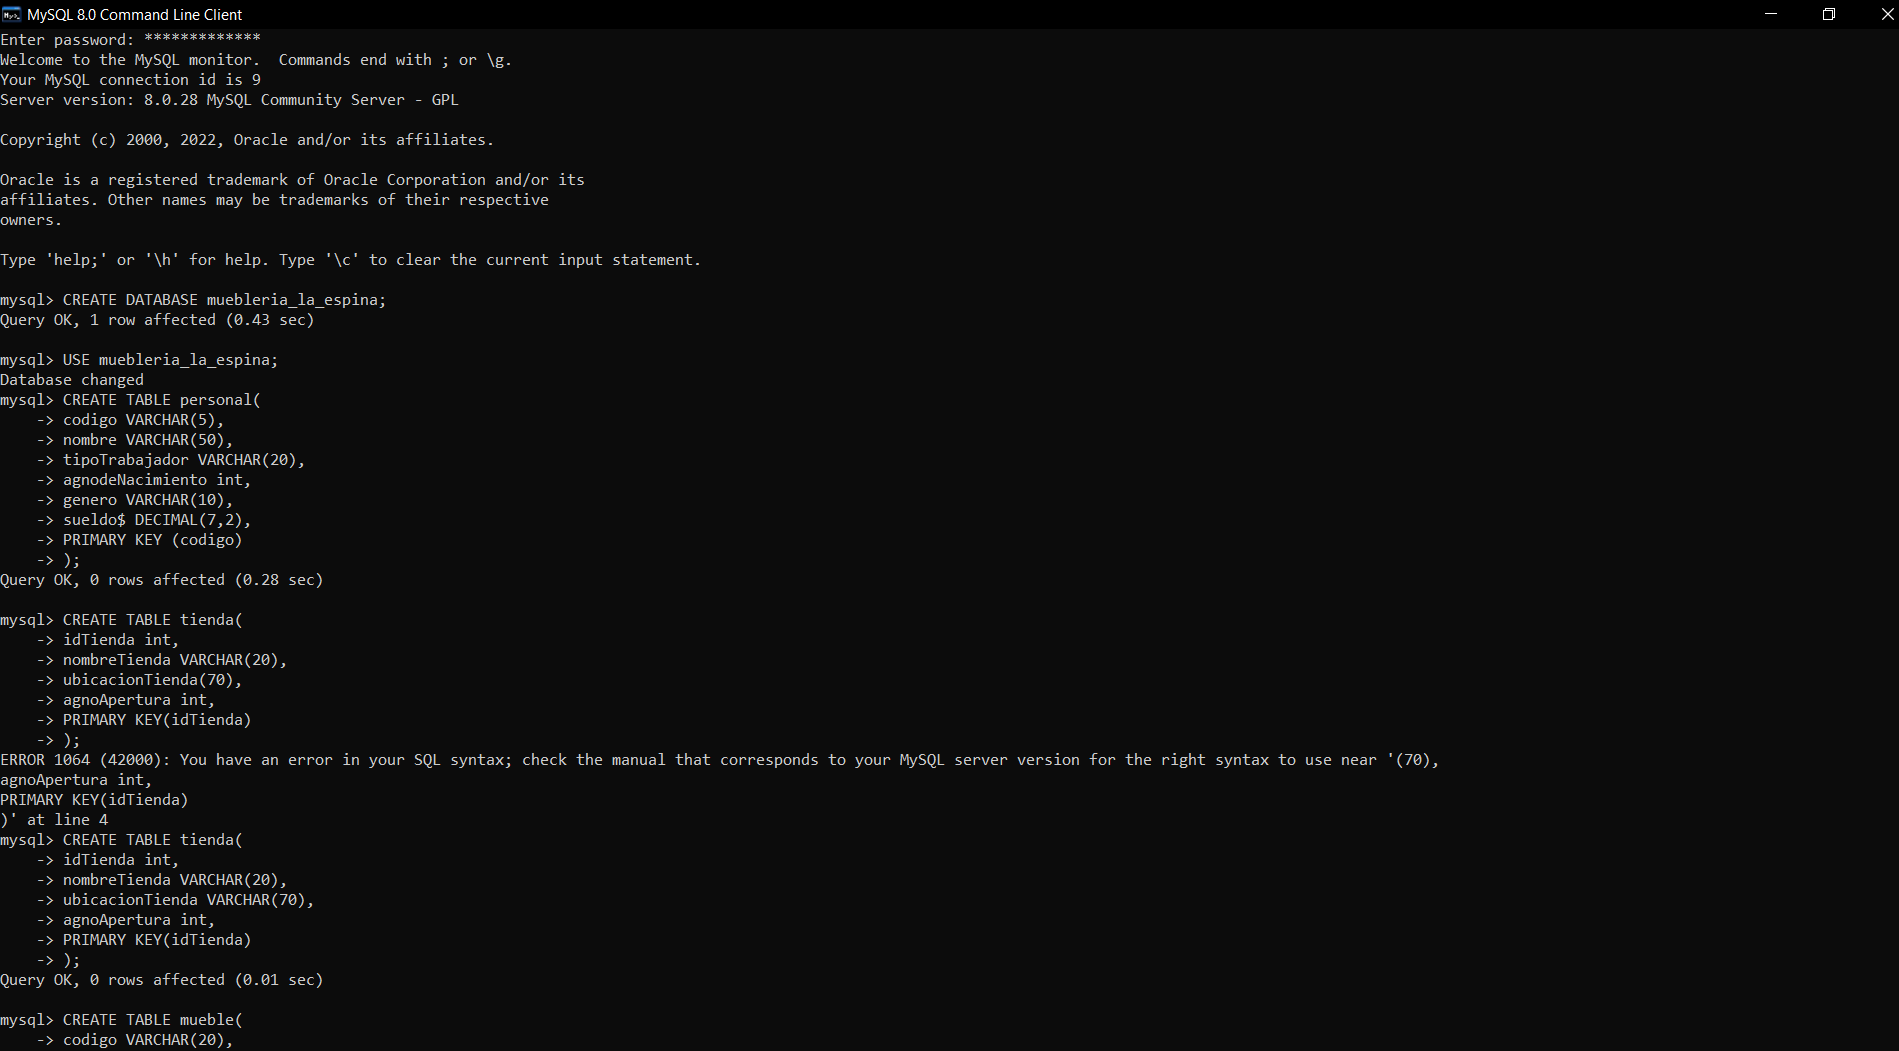 MySQL 8.0 Command Line Client
Enter password: *************
Welcome to the MySQL monitor.  Commands end with ; or \g.
Your MySQL connection id is 9
Server version: 8.0.28 MySQL Community Server - GPL

Copyright (c) 2000, 2022, Oracle and/or its affiliates.

Oracle is a registered trademark of Oracle Corporation and/or its
affiliates. Other names may be trademarks of their respective
owners.

Type 'help;' or '\h' for help. Type '\c' to clear the current input statement.

mysql> CREATE DATABASE muebleria_la_espina;
Query OK, 1 row affected (0.43 sec)

mysql> USE muebleria_la_espina;
Database changed
mysql> CREATE TABLE personal(
    -> codigo VARCHAR(5),
    -> nombre VARCHAR(50),
    -> tipoTrabajador VARCHAR(20),
    -> agnodeNacimiento int,
    -> genero VARCHAR(10),
    -> sueldo$ DECIMAL(7,2),
    -> PRIMARY KEY (codigo)
    -> );
Query OK, 0 rows affected (0.28 sec)

mysql> CREATE TABLE tienda(
    -> idTienda int,
    -> nombreTienda VARCHAR(20),
    -> ubicacionTienda(70),
    -> agnoApertura int,
    -> PRIMARY KEY(idTienda)
    -> );
ERROR 1064 (42000): You have an error in your SQL syntax; check the manual that corresponds to your MySQL server version for the right syntax to use near '(70),
agnoApertura int,
PRIMARY KEY(idTienda)
)' at line 4
mysql> CREATE TABLE tienda(
    -> idTienda int,
    -> nombreTienda VARCHAR(20),
    -> ubicacionTienda VARCHAR(70),
    -> agnoApertura int,
    -> PRIMARY KEY(idTienda)
    -> );
Query OK, 0 rows affected (0.01 sec)

mysql> CREATE TABLE mueble(
    -> codigo VARCHAR(20),